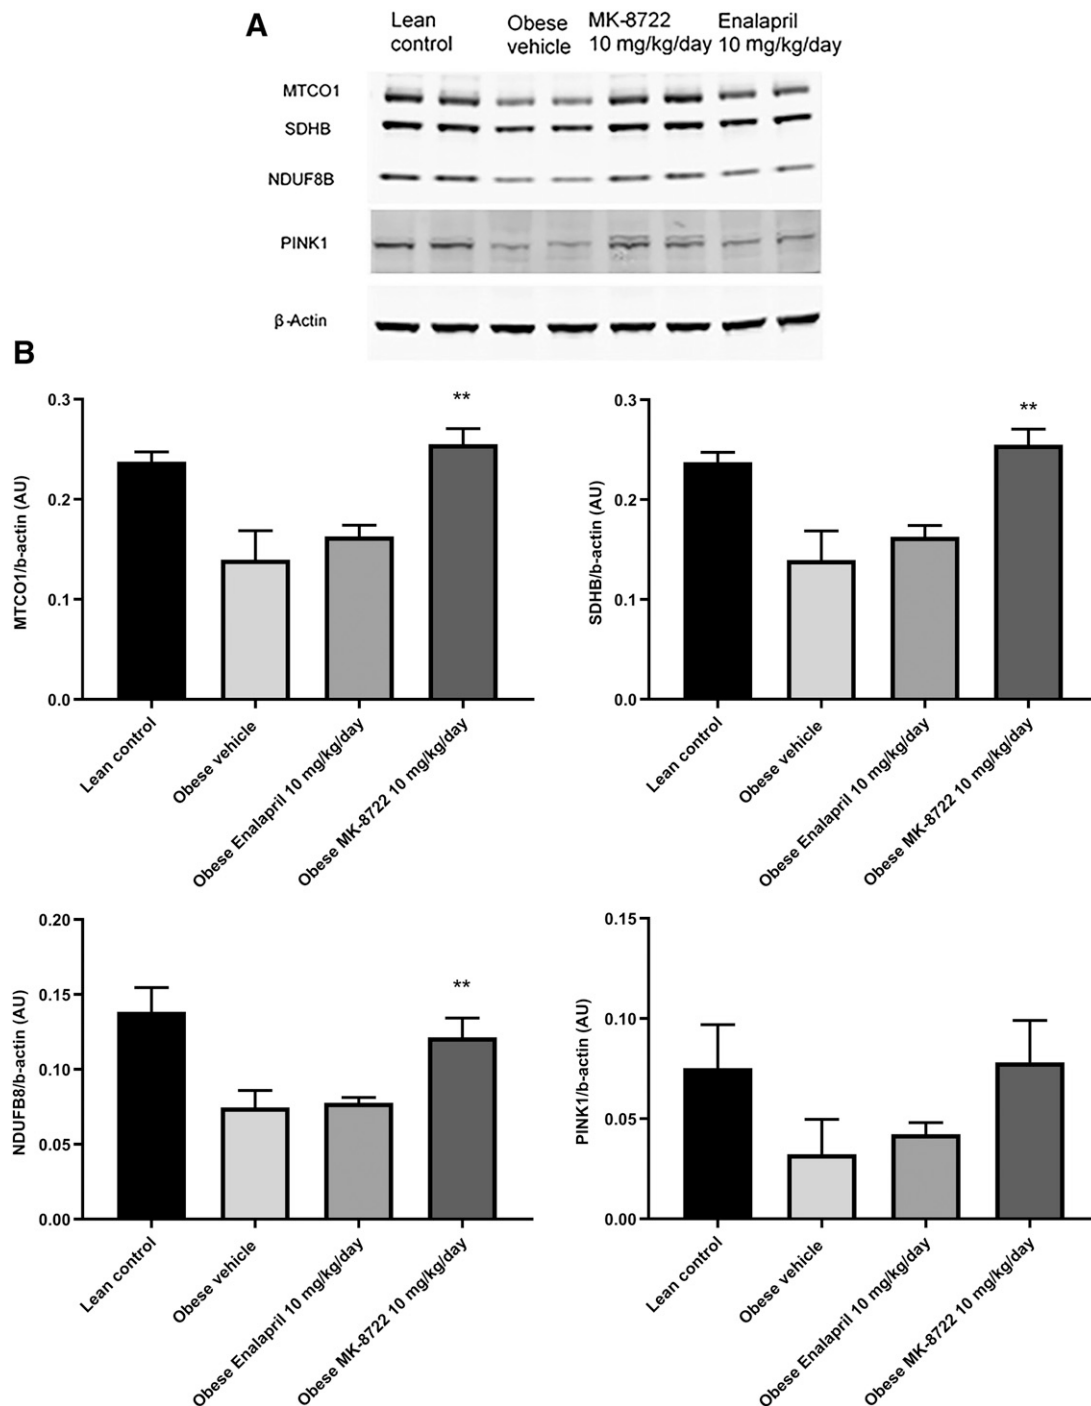 A
Lean
control
Obese
vehicle
MK-8722
10 mg/kg/day
Enalapril
10 mg/kg/day
MTCO1
SDHB
NDUF8B
PINK1
β-Actin
B
MTCO1/b-actin (AU)
0.3
0.2
0.1
0.0
**
Lean control
Obese vehicle
Obese Enalapril 10 mg/kg/day
Obese MK-8722 10 mg/kg/day
SDHB/b-actin (AU)
0.3
0.2
0.1
0.0
**
Lean control
Obese vehicle
Obese Enalapril 10 mg/kg/day
Obese MK-8722 10 mg/kg/day
NDUFB8/b-actin (AU)
0.20
0.15
0.10
0.05
0.00
**
Lean control
Obese vehicle
Obese Enalapril 10 mg/kg/day
Obese MK-8722 10 mg/kg/day
PINK1/b-actin (AU)
0.15
0.10
0.05
0.00
Lean control
Obese vehicle
Obese Enalapril 10 mg/kg/day
Obese MK-8722 10 mg/kg/day